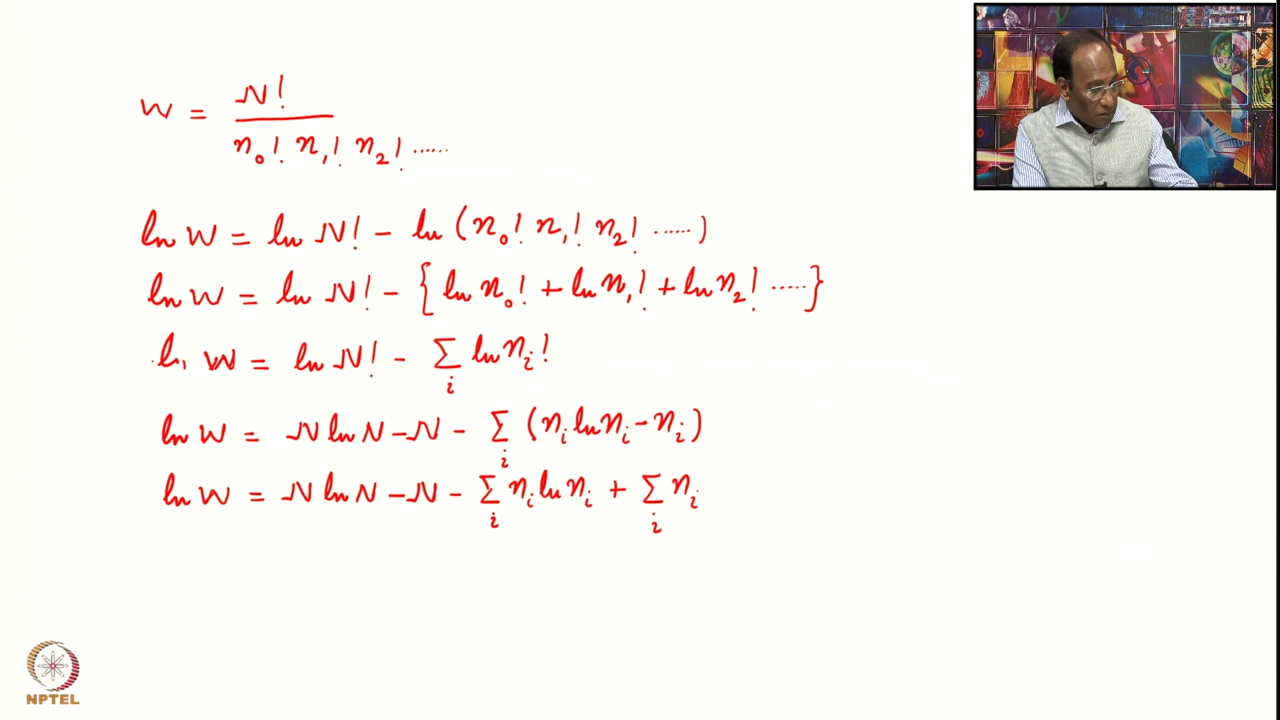 W = N! / n₀! n₁! n₂! ......
ln W = ln N! - ln (n₀! n₁! n₂! ......)
ln W = ln N! - { ln n₀! + ln n₁! + ln n₂! ..... }
ln W = ln N! - Σᵢ ln nᵢ!
ln W = N ln N - N - Σᵢ (nᵢ ln nᵢ - nᵢ)
ln W = N ln N - N - Σᵢ nᵢ ln nᵢ + Σᵢ nᵢ
NPTEL